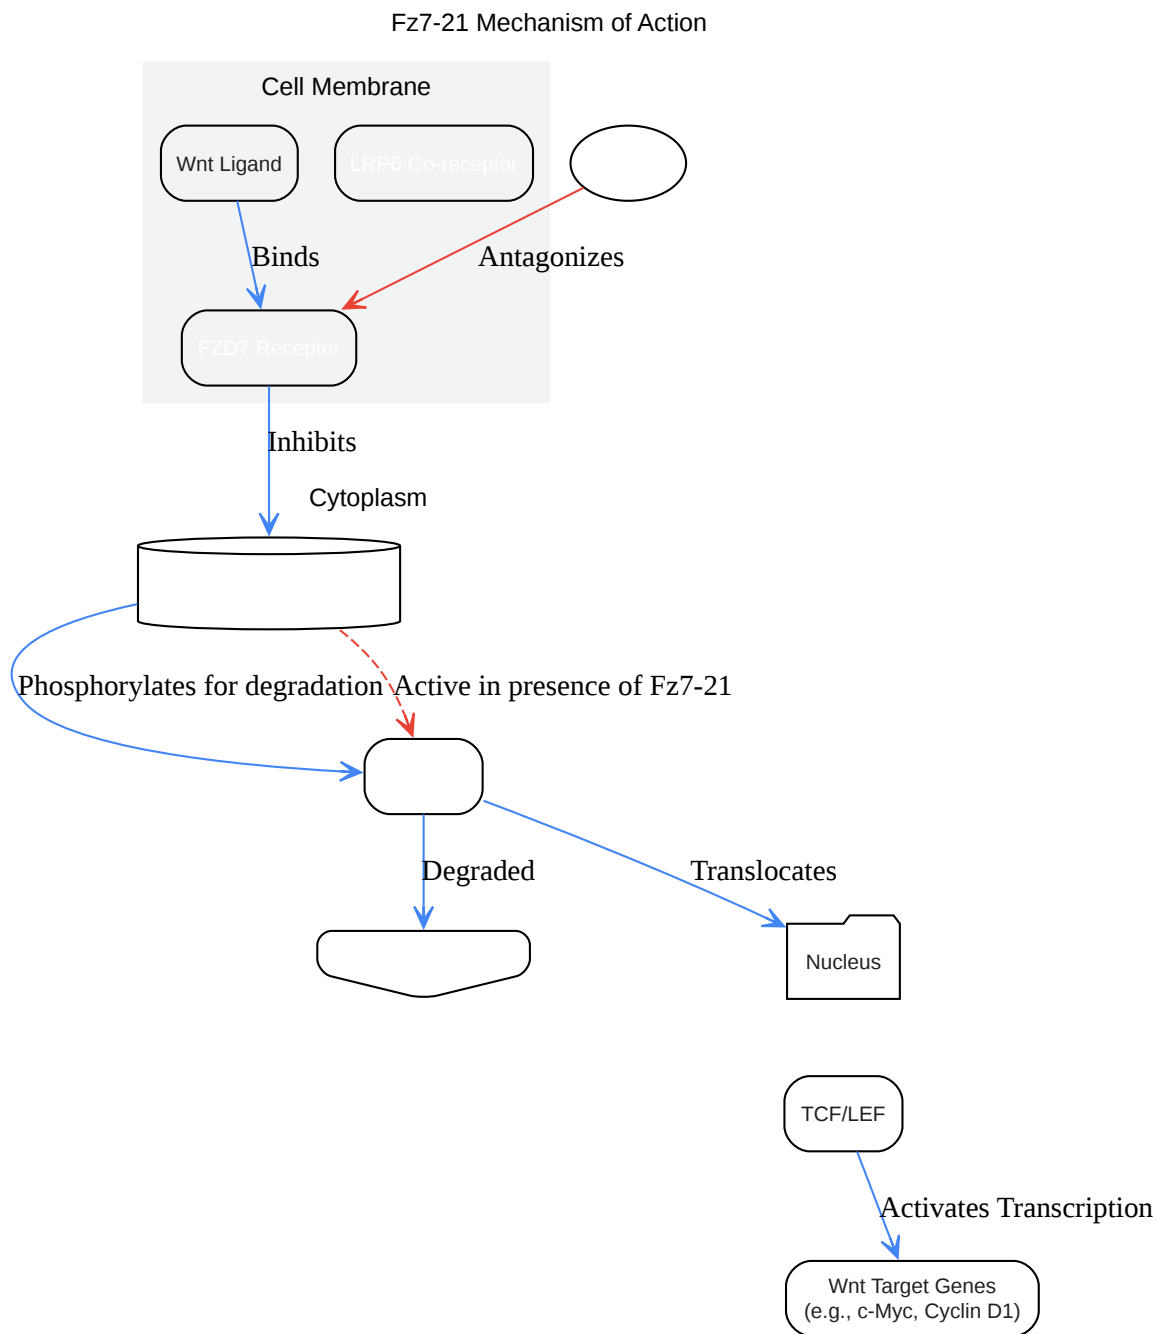 Fz7-21 Mechanism of Action
Cell Membrane
Wnt Ligand
LRP6 Co-receptor
Binds
Antagonizes
FZD7 Receptor
Inhibits
Cytoplasm
Phosphorylates for degradation
Active in presence of Fz7-21
Degraded
Translocates
Nucleus
TCF/LEF
Activates Transcription
Wnt Target Genes
(e.g., c-Myc, Cyclin D1)